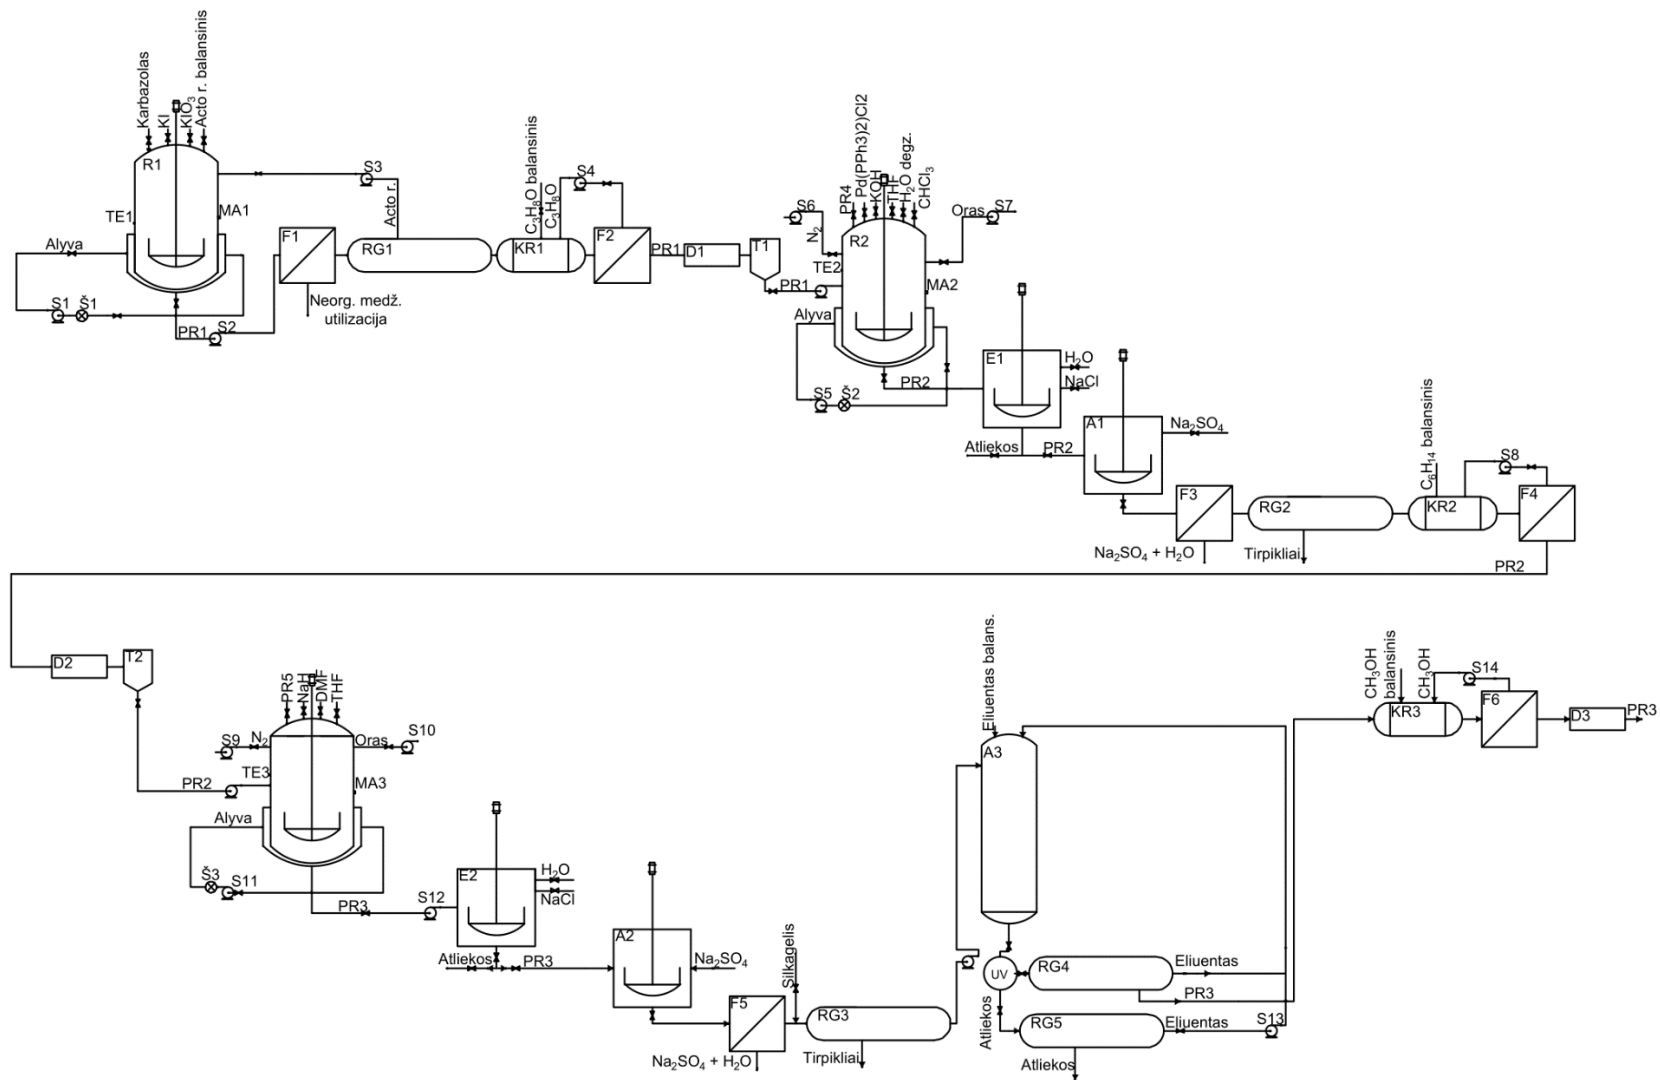 Karbazolas
KI
KIO₃
Acto r. balansinis
R1
TE1
MA1
Alyva
S1
Š1
PR1
S2
S3
Acto r.
F1
Neorg. medž.
utilizacija
RG1
C₃H₈O balansinis
C₃H₈O
KR1
S4
F2
PR1
D1
T1
PR1
S6
N₂
PR4
Pd(PPh3)2)Cl2
KOH
THF
H₂O degz.
CHCl₃
R2
Oras
S7
TE2
MA2
Alyva
S5
Š2
PR2
E1
H₂O
NaCl
Atliekos
PR2
A1
Na₂SO₄
F3
Na₂SO₄ + H₂O
RG2
Tirpikliai
C₆H₁₄ balansinis
KR2
S8
F4
PR2
D2
T2
PR2
PR5
NaH
DMF
THF
S9
N₂
Oras
S10
TE3
MA3
Alyva
Š3
S11
PR3
S12
E2
H₂O
NaCl
Atliekos
PR3
A2
Na₂SO₄
F5
Na₂SO₄ + H₂O
Silkagelis
RG3
Tirpikliai
Eliuentas balans.
A3
UV
RG4
Eliuentas
PR3
Atliekos
RG5
Eliuentas
S13
Atliekos
CH₃OH
balansinis
CH₃OH
KR3
S14
F6
D3
PR3